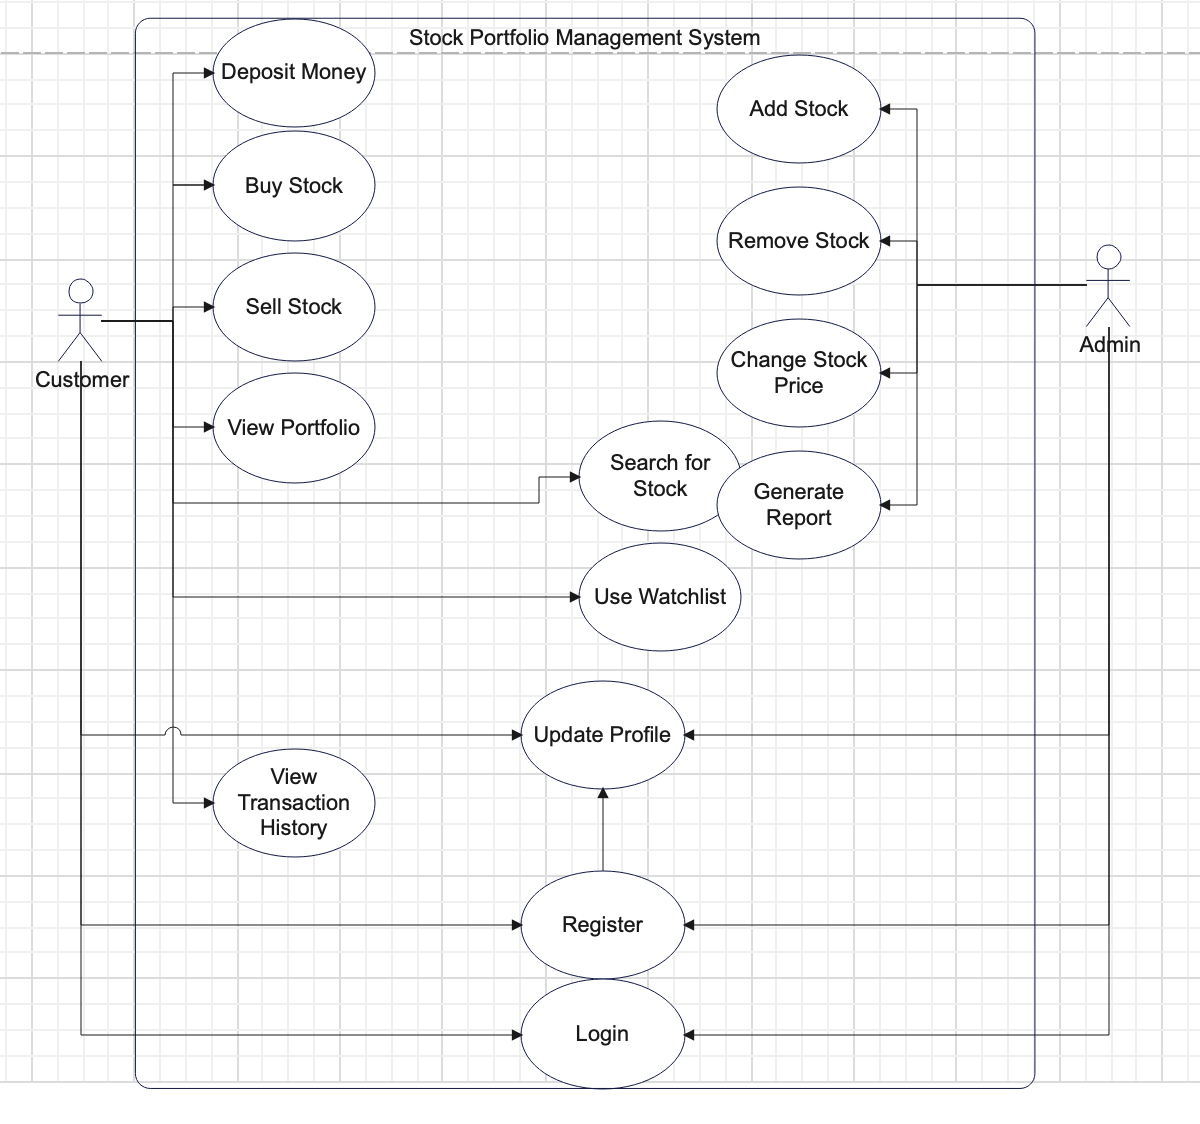 Stock Portfolio Management System
Deposit Money
Add Stock
Buy Stock
Remove Stock
Sell Stock
Customer
Admin
Change Stock
Price
View Portfolio
Search for
Stock
Generate
Report
Use Watchlist
Update Profile
View
Transaction
History
Register
Login